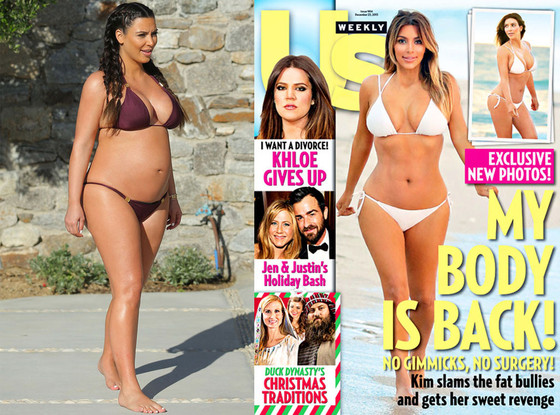 US
WEEKLY
I WANT A DIVORCE!
KHLOE
GIVES UP
Jen & Justin's
Holiday Bash
DUCK DYNASTY'S
CHRISTMAS
TRADITIONS
EXCLUSIVE
NEW PHOTOS!
MY
BODY
IS BACK!
NO GIMMICKS, NO SURGERY!
Kim slams the fat bullies
and gets her sweet revenge